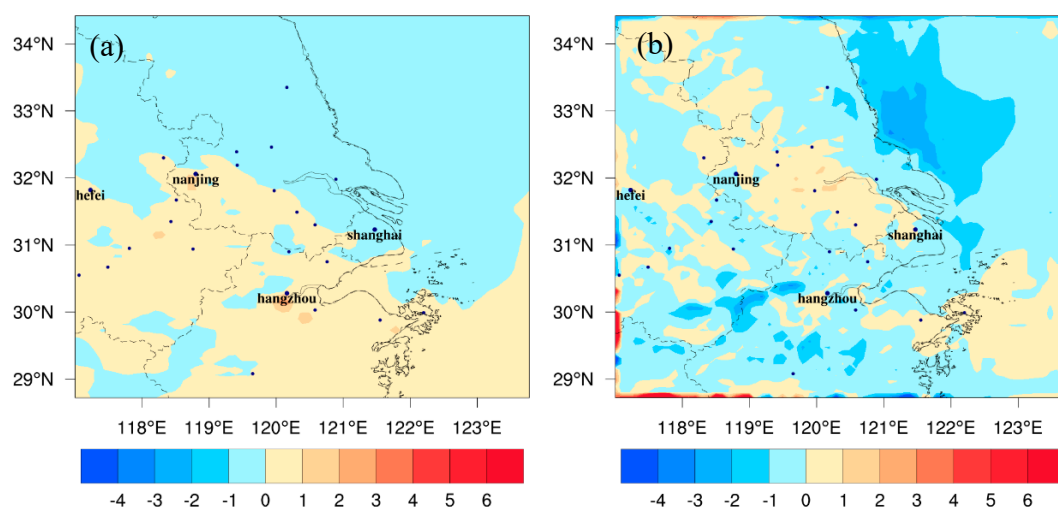 (a)
34°N
33°N
32°N
31°N
30°N
29°N
nanjing
hefei
shanghai
hangzhou
118°E 119°E 120°E 121°E 122°E 123°E
-4 -3 -2 -1 0 1 2 3 4 5 6
(b)
34°N
33°N
32°N
31°N
30°N
29°N
nanjing
hefei
shanghai
hangzhou
118°E 119°E 120°E 121°E 122°E 123°E
-4 -3 -2 -1 0 1 2 3 4 5 6